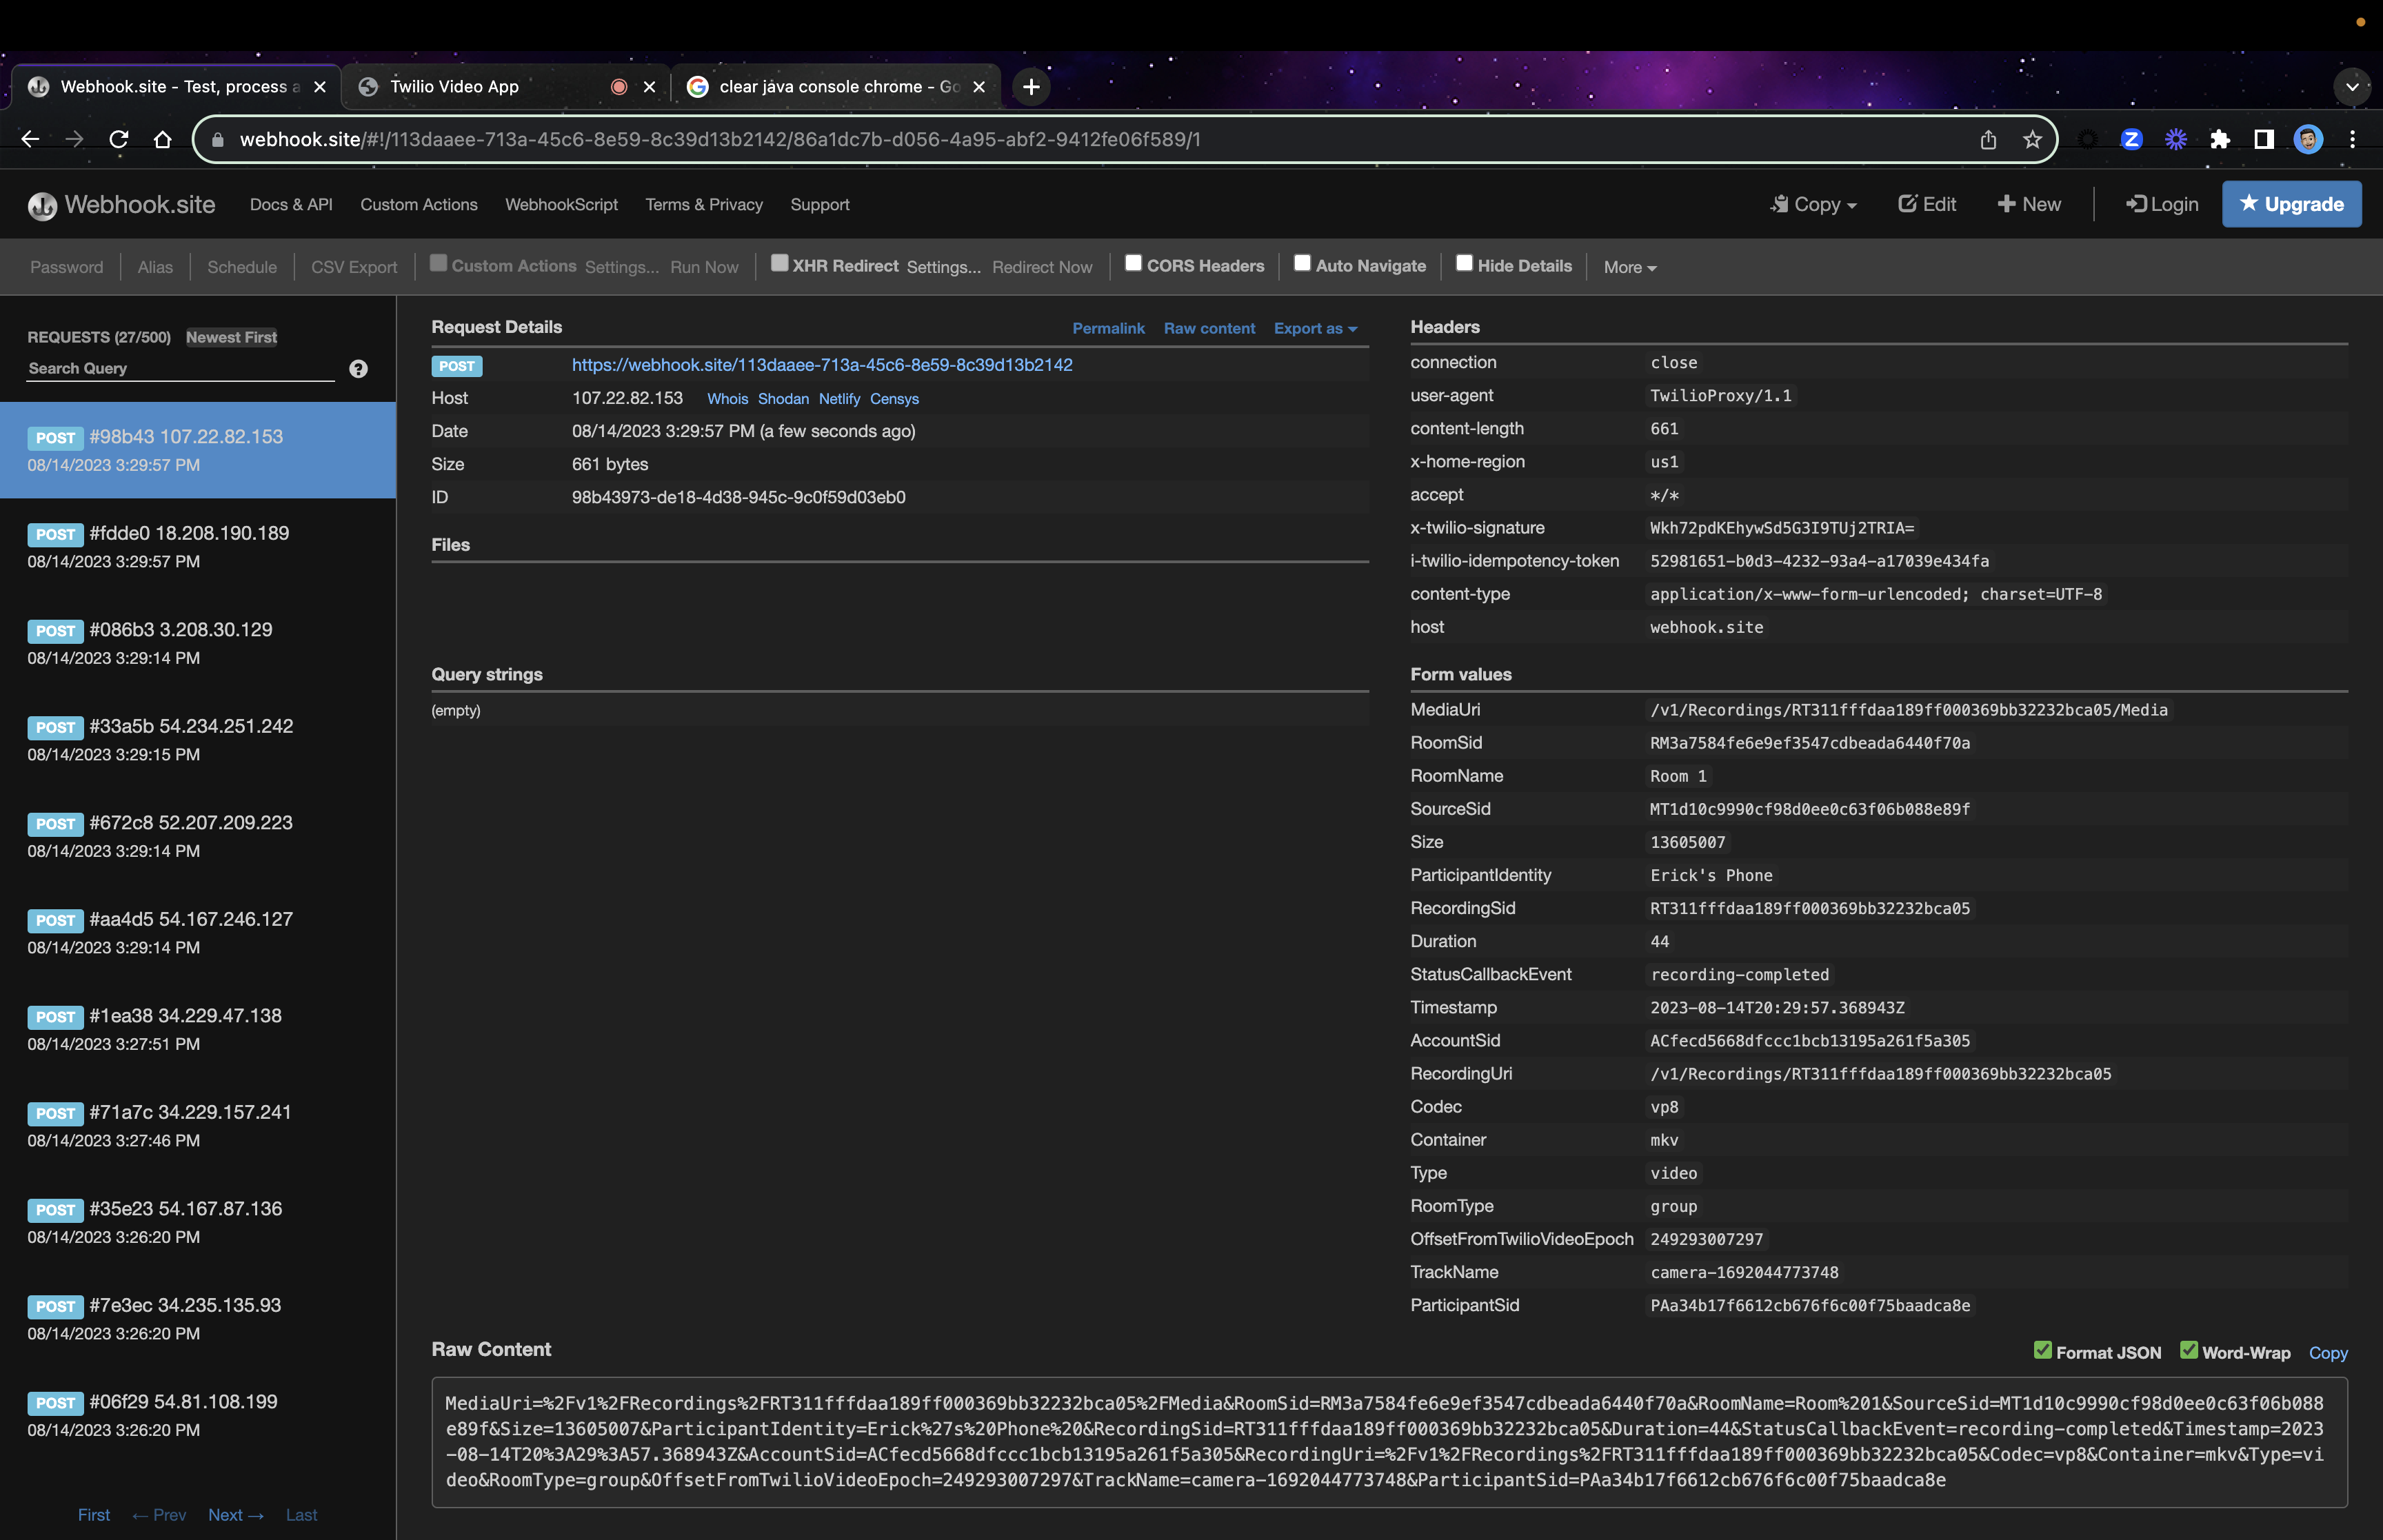 Webhook.site - Test, process a
Twilio Video App
clear java console chrome - Go
webhook.site/#!/113daaee-713a-45c6-8e59-8c39d13b2142/86a1dc7b-d056-4a95-abf2-9412fe06f589/1
Webhook.site Docs & API Custom Actions WebhookScript Terms & Privacy Support Copy Edit New Login Upgrade
Password Alias Schedule CSV Export Custom Actions Settings... Run Now XHR Redirect Settings... Redirect Now CORS Headers Auto Navigate Hide Details More
REQUESTS (27/500) Newest First
Search Query
POST #98b43 107.22.82.153
08/14/2023 3:29:57 PM
POST #fdde0 18.208.190.189
08/14/2023 3:29:57 PM
POST #086b3 3.208.30.129
08/14/2023 3:29:14 PM
POST #33a5b 54.234.251.242
08/14/2023 3:29:15 PM
POST #672c8 52.207.209.223
08/14/2023 3:29:14 PM
POST #aa4d5 54.167.246.127
08/14/2023 3:29:14 PM
POST #1ea38 34.229.47.138
08/14/2023 3:27:51 PM
POST #71a7c 34.229.157.241
08/14/2023 3:27:46 PM
POST #35e23 54.167.87.136
08/14/2023 3:26:20 PM
POST #7e3ec 34.235.135.93
08/14/2023 3:26:20 PM
POST #06f29 54.81.108.199
08/14/2023 3:26:20 PM
First ← Prev Next → Last
Request Details Permalink Raw content Export as
POST https://webhook.site/113daaee-713a-45c6-8e59-8c39d13b2142
Host 107.22.82.153 Whois Shodan Netlify Censys
Date 08/14/2023 3:29:57 PM (a few seconds ago)
Size 661 bytes
ID 98b43973-de18-4d38-945c-9c0f59d03eb0
Files
Query strings
(empty)
Headers
connection close
user-agent TwilioProxy/1.1
content-length 661
x-home-region us1
accept */*
x-twilio-signature Wkh72pdKEhywSd5G3I9TUj2TRIA=
i-twilio-idempotency-token 52981651-b0d3-4232-93a4-a17039e434fa
content-type application/x-www-form-urlencoded; charset=UTF-8
host webhook.site
Form values
MediaUri /v1/Recordings/RT311fffdaa189ff000369bb32232bca05/Media
RoomSid RM3a7584fe6e9ef3547cdbeada6440f70a
RoomName Room 1
SourceSid MT1d10c9990cf98d0ee0c63f06b088e89f
Size 13605007
ParticipantIdentity Erick's Phone
RecordingSid RT311fffdaa189ff000369bb32232bca05
Duration 44
StatusCallbackEvent recording-completed
Timestamp 2023-08-14T20:29:57.368943Z
AccountSid ACfecd5668dfccc1bcb13195a261f5a305
RecordingUri /v1/Recordings/RT311fffdaa189ff000369bb32232bca05
Codec vp8
Container mkv
Type video
RoomType group
OffsetFromTwilioVideoEpoch 249293007297
TrackName camera-1692044773748
ParticipantSid PAa34b17f6612cb676f6c00f75baadca8e
Raw Content Format JSON Word-Wrap Copy
MediaUri=%2Fv1%2FRecordings%2FRT311fffdaa189ff000369bb32232bca05%2FMedia&RoomSid=RM3a7584fe6e9ef3547cdbeada6440f70a&RoomName=Room%201&SourceSid=MT1d10c9990cf98d0ee0c63f06b088
e89f&Size=13605007&ParticipantIdentity=Erick%27s%20Phone%20&RecordingSid=RT311fffdaa189ff000369bb32232bca05&Duration=44&StatusCallbackEvent=recording-completed&Timestamp=2023
-08-14T20%3A29%3A57.368943Z&AccountSid=ACfecd5668dfccc1bcb13195a261f5a305&RecordingUri=%2Fv1%2FRecordings%2FRT311fffdaa189ff000369bb32232bca05&Codec=vp8&Container=mkv&Type=vi
deo&RoomType=group&OffsetFromTwilioVideoEpoch=249293007297&TrackName=camera-1692044773748&ParticipantSid=PAa34b17f6612cb676f6c00f75baadca8e